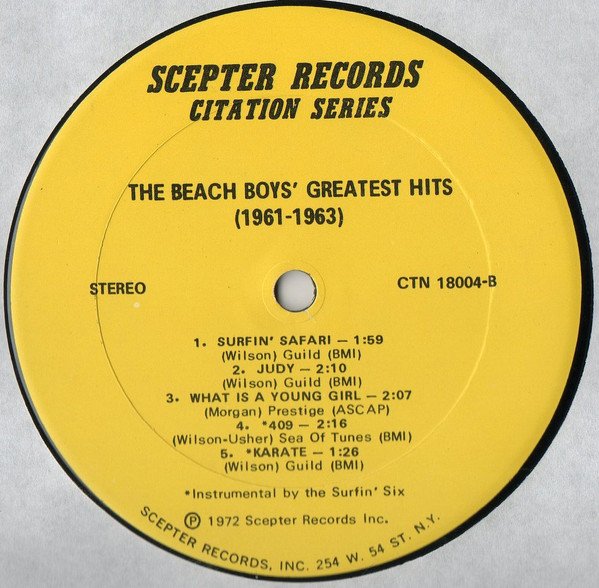 SCEPTER RECORDS
CITATION SERIES
THE BEACH BOYS' GREATEST HITS
(1961-1963)
STEREO
CTN 18004-B
1. SURFIN' SAFARI — 1:59
(Wilson) Guild (BMI)
2. JUDY — 2:10
(Wilson) Guild (BMI)
3. WHAT IS A YOUNG GIRL — 2:07
(Morgan) Prestige (ASCAP)
4. *409 — 2:16
(Wilson-Usher) Sea Of Tunes (BMI)
5. *KARATE — 1:26
(Wilson) Guild (BMI)
*Instrumental by the Surfin' Six
Ⓟ 1972 Scepter Records Inc.
SCEPTER RECORDS, INC. 254 W. 54 ST. N.Y.